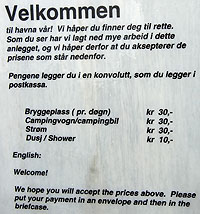 Velkommen
til havna vår! Vi håper du finner deg til rette.
Som du ser har vi lagt ned mye arbeid i dette
anlegget, og vi håper derfor at du aksepterer de
prisene som står nedenfor.
Pengene legger du i en konvolutt, som du legger i
postkassa.
Bryggeplass ( pr. døgn) kr 30,-
Campingvogn/campingbil kr 30,-
Strøm kr 30,-
Dusj / Shower kr 10,-
English:
Welcome!
We hope you will accept the prices above. Please
put your payment in an envelope and then in the
briefcase.